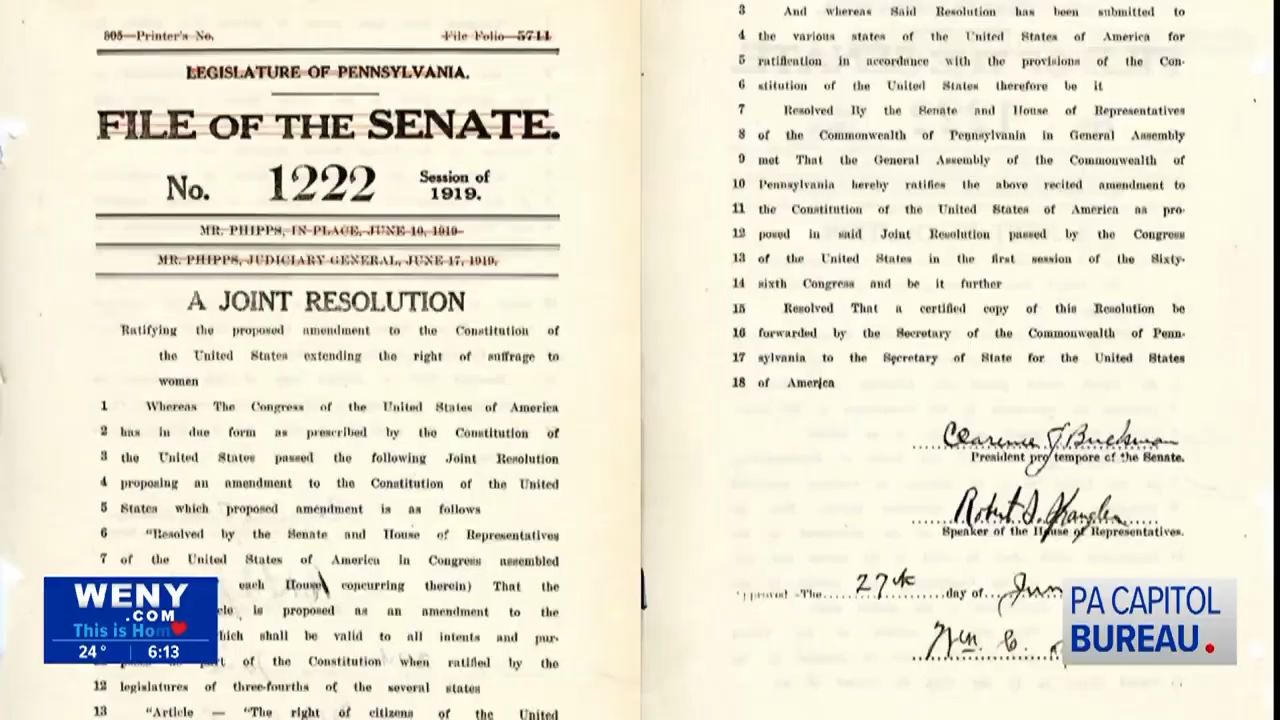 805—Printer's No. File Folio 5711
LEGISLATURE OF PENNSYLVANIA.
FILE OF THE SENATE.
No. 1222 Session of
1919.
MR. PHIPPS, IN PLACE, JUNE 10, 1919
MR. PHIPPS, JUDICIARY GENERAL, JUNE 17, 1919.
A JOINT RESOLUTION
Ratifying the proposed amendment to the Constitution of
the United States extending the right of suffrage to
women
1 Whereas The Congress of the United States of America
2 has in due form as prescribed by the Constitution of
3 the United States passed the following Joint Resolution
4 proposing an amendment to the Constitution of the United
5 States which proposed amendment is as follows
6 "Resolved by the Senate and House of Representatives
7 of the United States of America in Congress assembled
each House concurring therein) That the
is proposed as an amendment to the
shall be valid to all intents and pur-
of the Constitution when ratified by the
12 legislatures of three-fourths of the several states
13 "Article — "The right of citizens of the United
3 And whereas Said Resolution has been submitted to
4 the various states of the United States of America for
5 ratification in accordance with the provisions of the Con-
6 stitution of the United States therefore be it
7 Resolved By the Senate and House of Representatives
8 of the Commonwealth of Pennsylvania in General Assembly
9 met That the General Assembly of the Commonwealth of
10 Pennsylvania hereby ratifies the above recited amendment to
11 the Constitution of the United States of America as pro-
12 posed in said Joint Resolution passed by the Congress
13 of the United States in the first session of the Sixty-
14 sixth Congress and be it further
15 Resolved That a certified copy of this Resolution be
16 forwarded by the Secretary of the Commonwealth of Penn-
17 sylvania to the Secretary of State for the United States
18 of America
Clarence J. Buckman
President pro tempore of the Senate.
Robert S.
Speaker of the House of Representatives.
Approved—The 27th day of
Wm. C.
WENY
.COM
This is Hom
24° 6:13
PA CAPITOL
BUREAU.